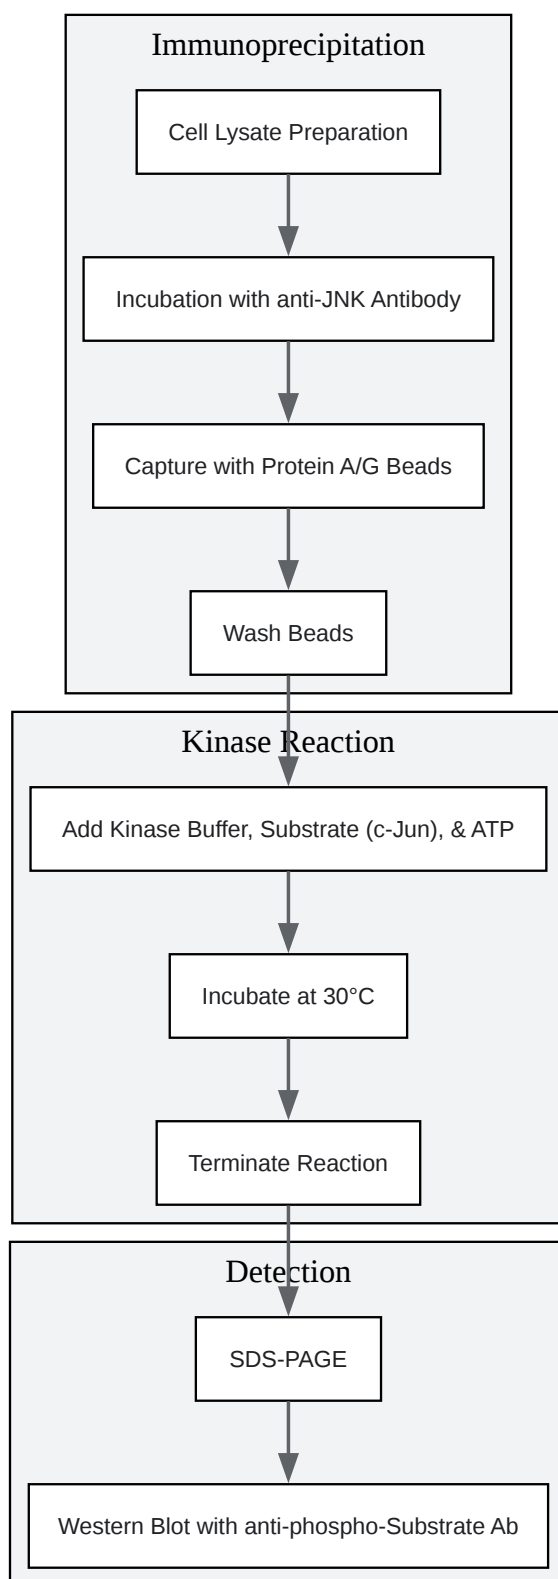 Immunoprecipitation
Cell Lysate Preparation
Incubation with anti-JNK Antibody
Capture with Protein A/G Beads
Wash Beads
Kinase Reaction
Add Kinase Buffer, Substrate (c-Jun), & ATP
Incubate at 30°C
Terminate Reaction
Detection
SDS-PAGE
Western Blot with anti-phospho-Substrate Ab